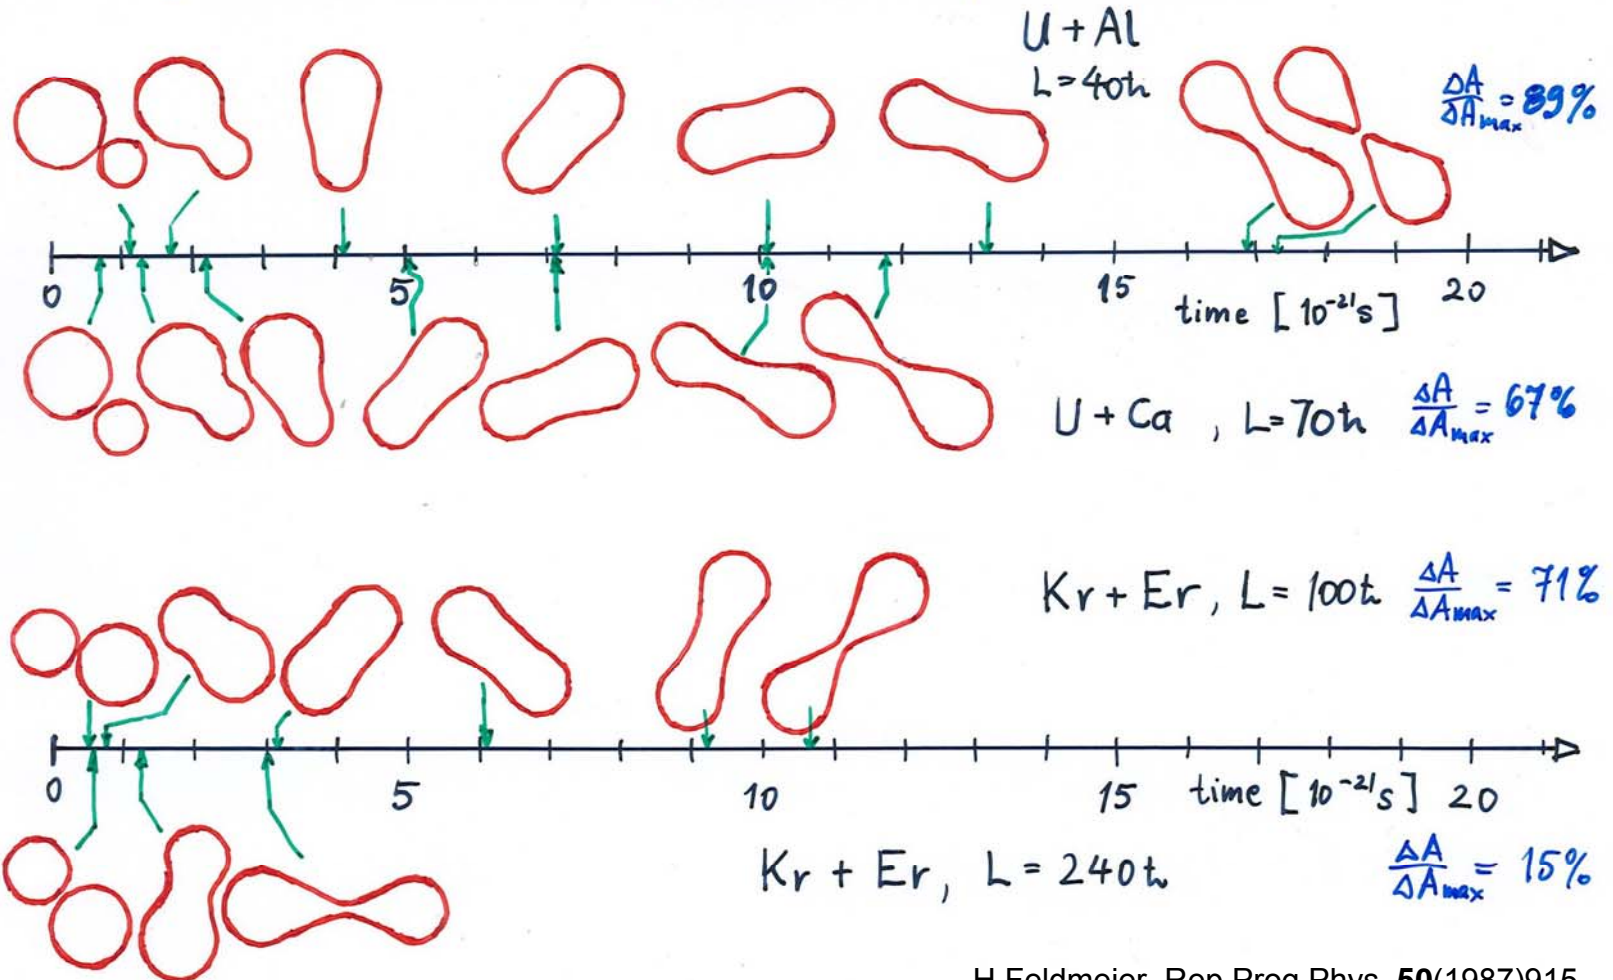 U + Al
L = 40ħ
ΔA/ΔAmax = 89%
0 5 10 15 20
time [10⁻²¹s]
U + Ca , L = 70ħ ΔA/ΔAmax = 67%
Kr + Er, L = 100ħ ΔA/ΔAmax = 71%
0 5 10 15 time [10⁻²¹s] 20
Kr + Er, L = 240ħ ΔA/ΔAmax = 15%
H.Feldmeier, Rep.Prog.Phys. 50(1987)915